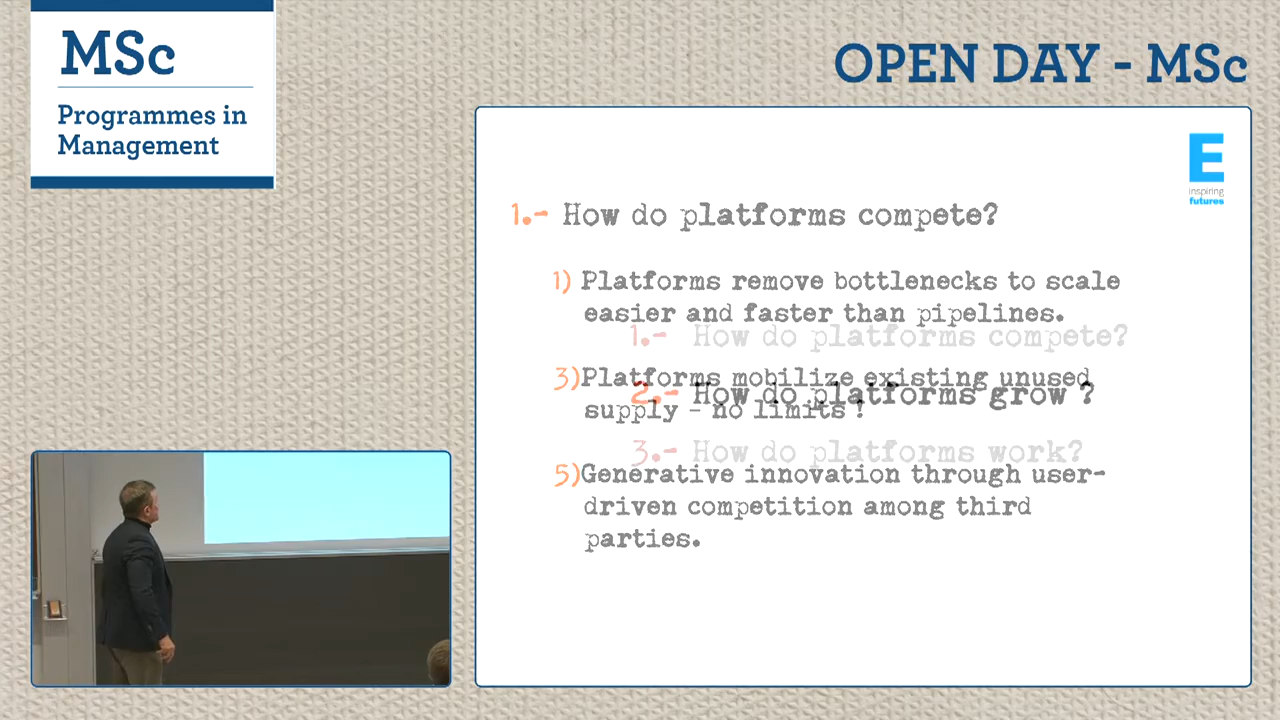 MSc
Programmes in
Management
OPEN DAY - MSc
E
inspiring
futures
1.- How do platforms compete?
1) Platforms remove bottlenecks to scale
easier and faster than pipelines.
3)Platforms mobilize existing unused
supply - no limits !
5)Generative innovation through user-
driven competition among third
parties.
1.- How do platforms compete?
2.- How do platforms grow ?
3.- How do platforms work?